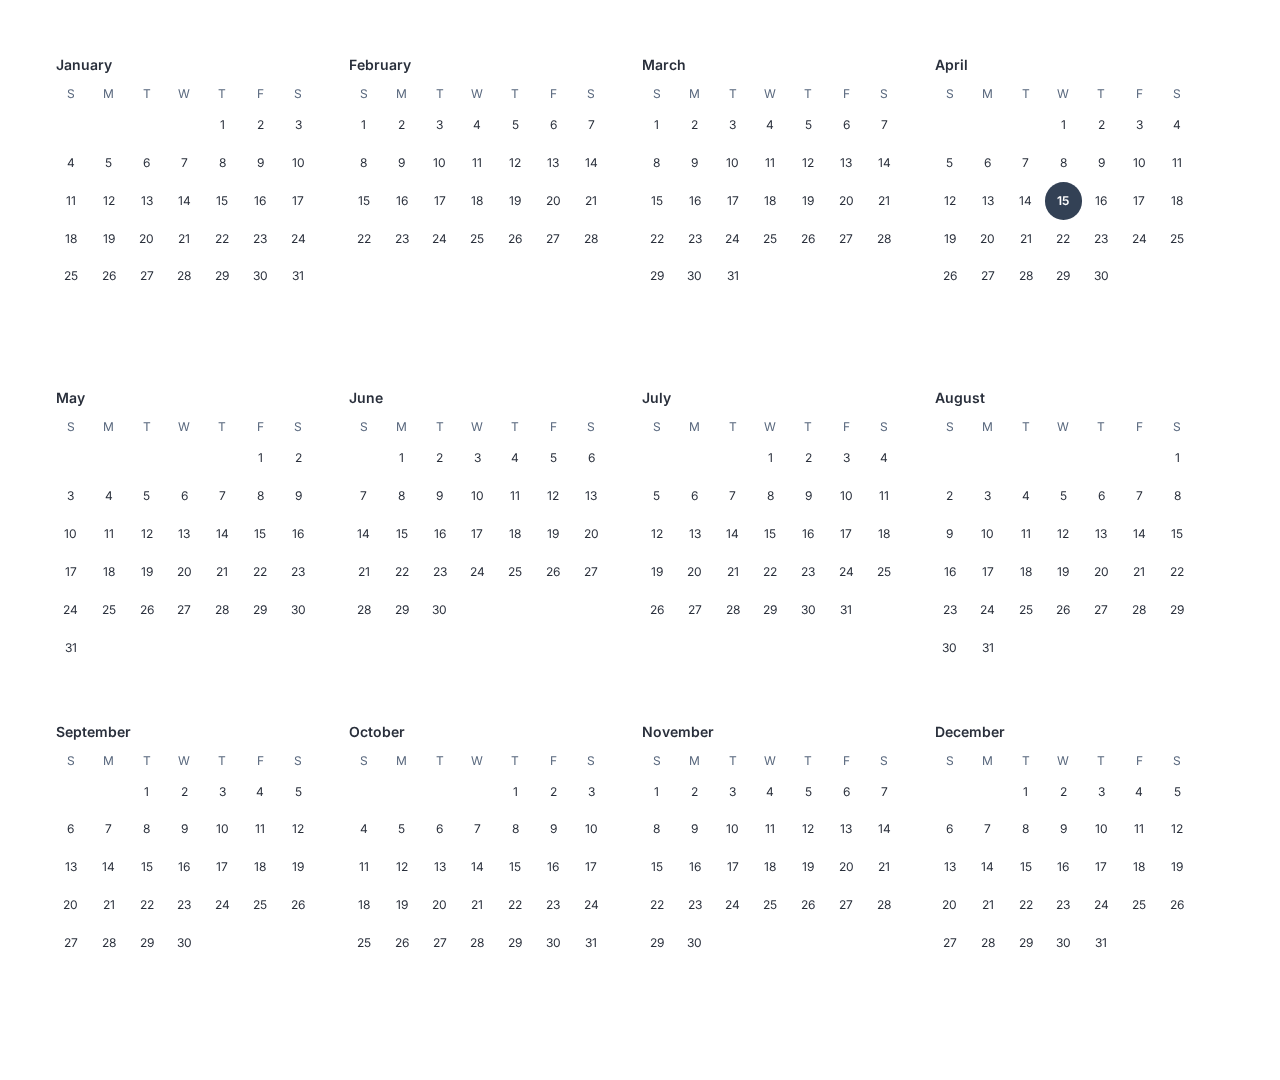 January February March April
S M T W T F S S M T W T F S S M T W T F S S M T W T F S
1 2 3 1 2 3 4 5 6 7 1 2 3 4 5 6 7 1 2 3 4
4 5 6 7 8 9 10 8 9 10 11 12 13 14 8 9 10 11 12 13 14 5 6 7 8 9 10 11
11 12 13 14 15 16 17 15 16 17 18 19 20 21 15 16 17 18 19 20 21 12 13 14 15 16 17 18
18 19 20 21 22 23 24 22 23 24 25 26 27 28 22 23 24 25 26 27 28 19 20 21 22 23 24 25
25 26 27 28 29 30 31 29 30 31 26 27 28 29 30
May June July August
S M T W T F S S M T W T F S S M T W T F S S M T W T F S
1 2 1 2 3 4 5 6 1 2 3 4 1
3 4 5 6 7 8 9 7 8 9 10 11 12 13 5 6 7 8 9 10 11 2 3 4 5 6 7 8
10 11 12 13 14 15 16 14 15 16 17 18 19 20 12 13 14 15 16 17 18 9 10 11 12 13 14 15
17 18 19 20 21 22 23 21 22 23 24 25 26 27 19 20 21 22 23 24 25 16 17 18 19 20 21 22
24 25 26 27 28 29 30 28 29 30 26 27 28 29 30 31 23 24 25 26 27 28 29
31 30 31
September October November December
S M T W T F S S M T W T F S S M T W T F S S M T W T F S
1 2 3 4 5 1 2 3 1 2 3 4 5 6 7 1 2 3 4 5
6 7 8 9 10 11 12 4 5 6 7 8 9 10 8 9 10 11 12 13 14 6 7 8 9 10 11 12
13 14 15 16 17 18 19 11 12 13 14 15 16 17 15 16 17 18 19 20 21 13 14 15 16 17 18 19
20 21 22 23 24 25 26 18 19 20 21 22 23 24 22 23 24 25 26 27 28 20 21 22 23 24 25 26
27 28 29 30 25 26 27 28 29 30 31 29 30 27 28 29 30 31